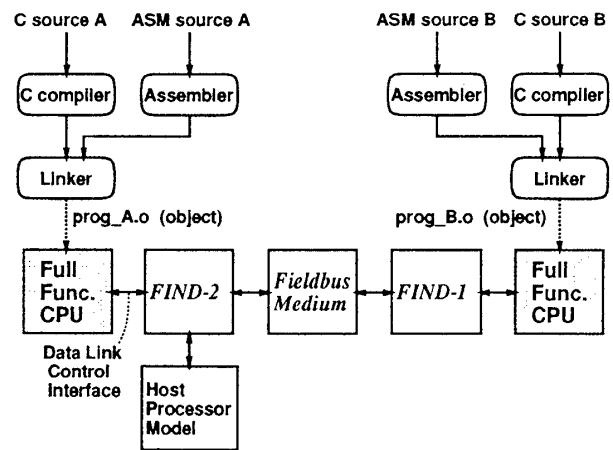 C source A
ASM source A
ASM source B
C source B
C compiler
Assembler
Assembler
C compiler
Linker
Linker
prog_A.o (object)
prog_B.o (object)
Full
Func.
CPU
FIND-2
Fieldbus
Medium
FIND-1
Full
Func.
CPU
Data Link
Control
Interface
Host
Processor
Model